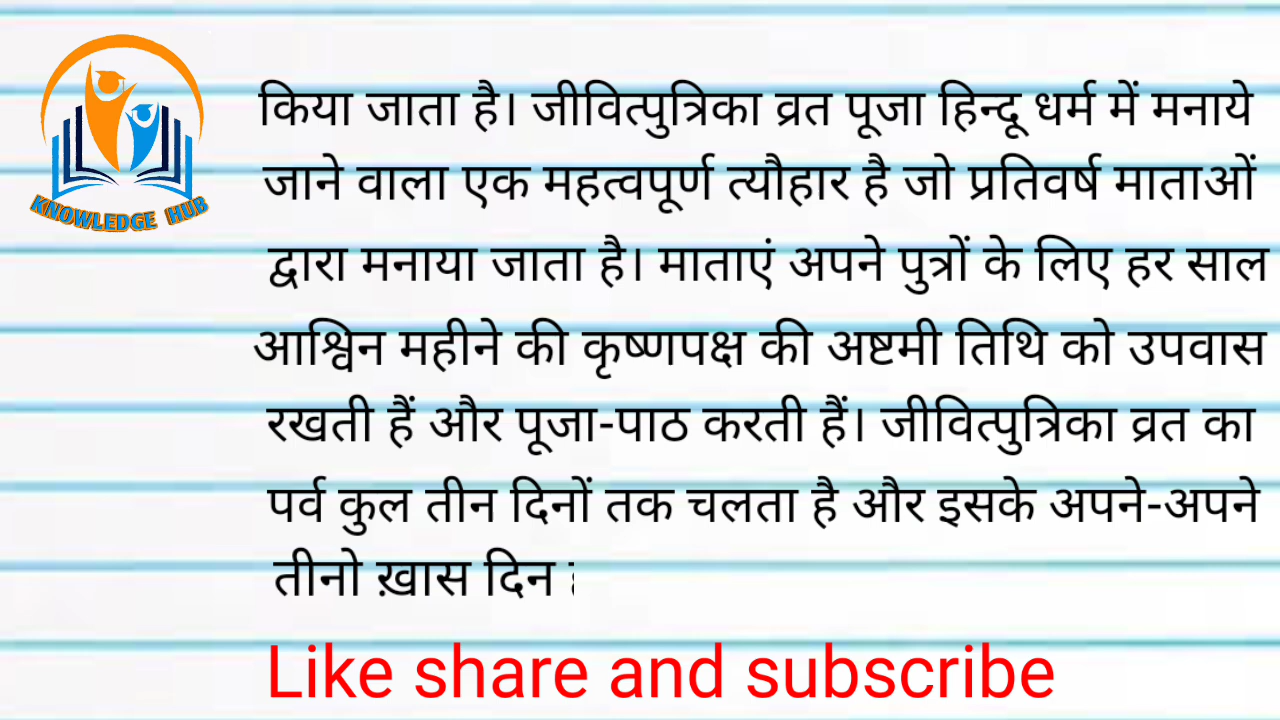 KNOWLEDGE HUB
किया जाता है। जीवित्पुत्रिका व्रत पूजा हिन्दू धर्म में मनाये
जाने वाला एक महत्वपूर्ण त्यौहार है जो प्रतिवर्ष माताओं
द्वारा मनाया जाता है। माताएं अपने पुत्रों के लिए हर साल
आश्विन महीने की कृष्णपक्ष की अष्टमी तिथि को उपवास
रखती हैं और पूजा-पाठ करती हैं। जीवित्पुत्रिका व्रत का
पर्व कुल तीन दिनों तक चलता है और इसके अपने-अपने
तीनो ख़ास दिन
Like share and subscribe